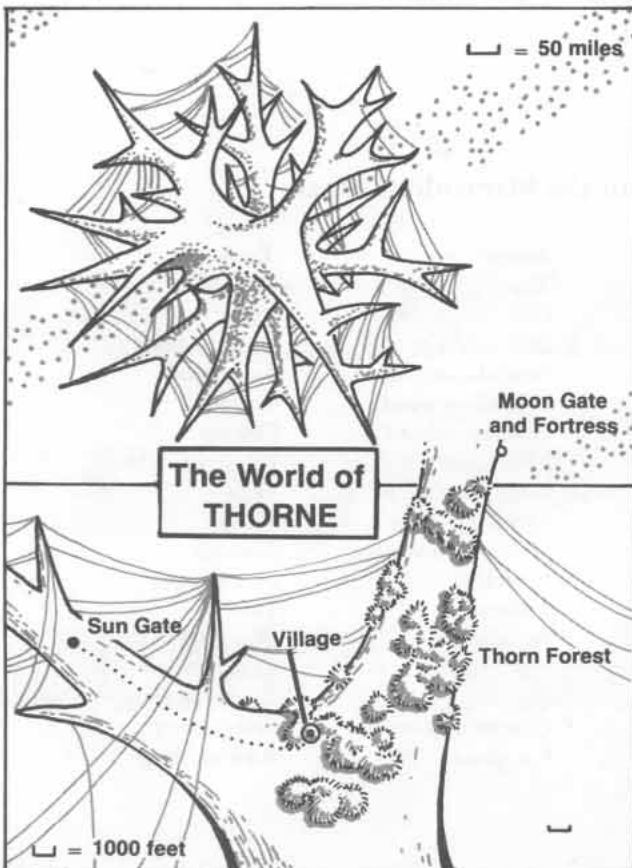 = 50 miles
Moon Gate
and Fortress
The World of
THORNE
Sun Gate
Village
Thorn Forest
= 1000 feet